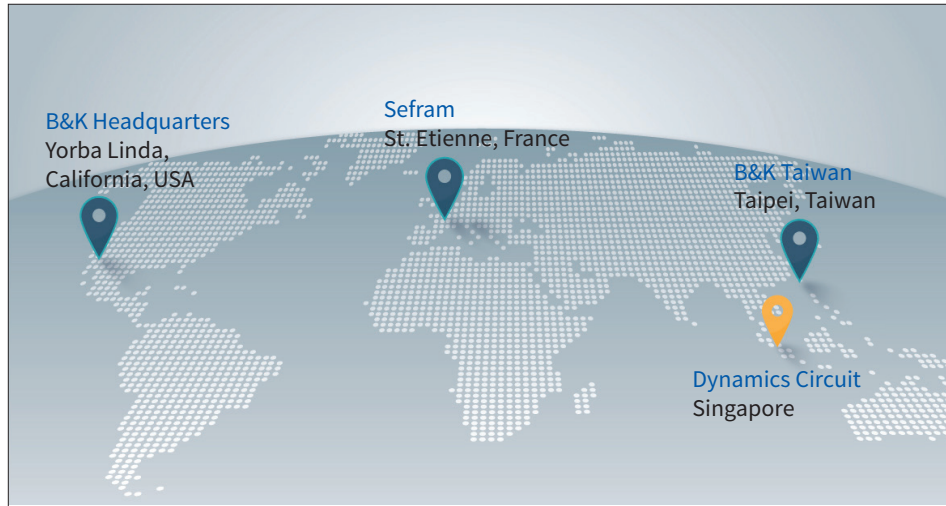 B&K Headquarters
Yorba Linda,
California, USA
Sefram
St. Etienne, France
B&K Taiwan
Taipei, Taiwan
Dynamics Circuit
Singapore